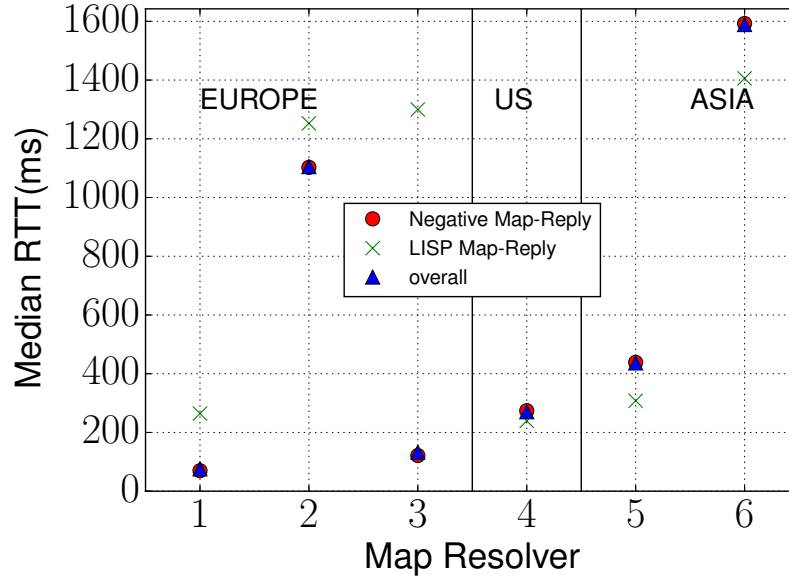 1600
1400
1200
1000
800
600
400
200
0
Median RTT(ms)
EUROPE
US
ASIA
Negative Map-Reply
LISP Map-Reply
overall
1 2 3 4 5 6
Map Resolver